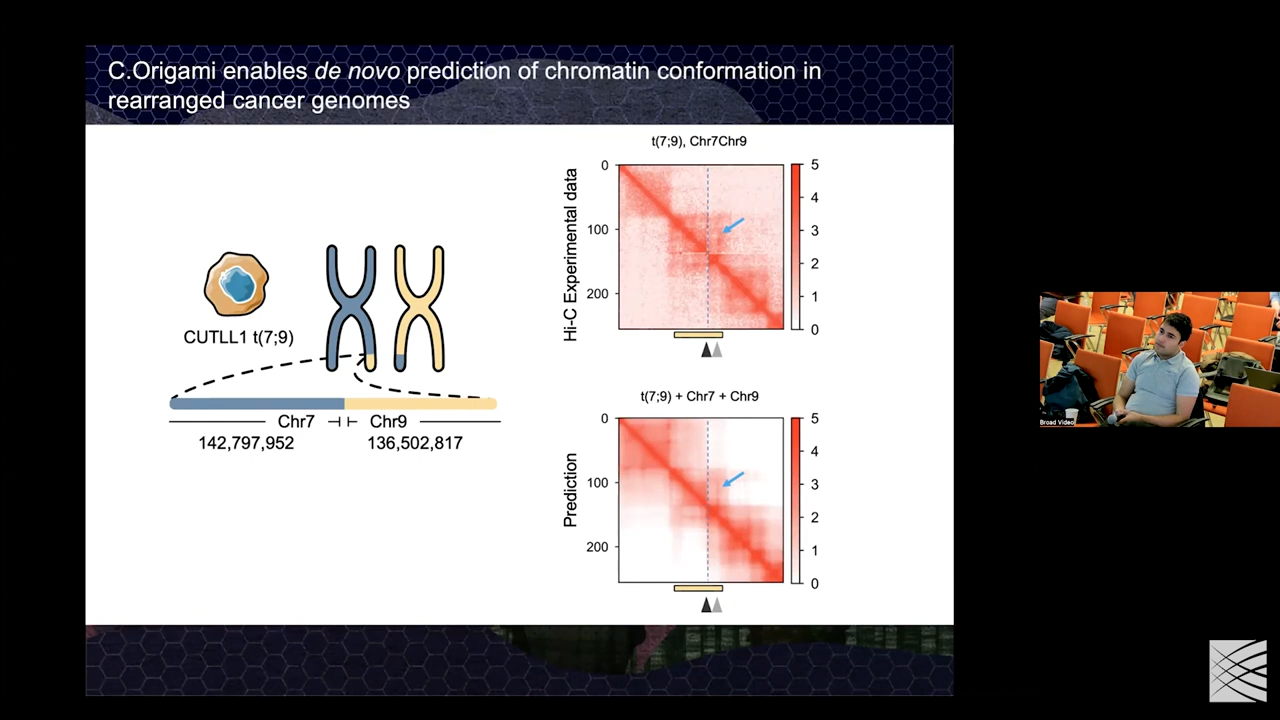 C.Origami enables de novo prediction of chromatin conformation in
rearranged cancer genomes
CUTLL1 t(7;9)
Chr7
Chr9
142,797,952
136,502,817
t(7;9), Chr7Chr9
Hi-C Experimental data
0
100
200
5
4
3
2
1
0
t(7;9) + Chr7 + Chr9
Prediction
0
100
200
5
4
3
2
1
0
Broad Video